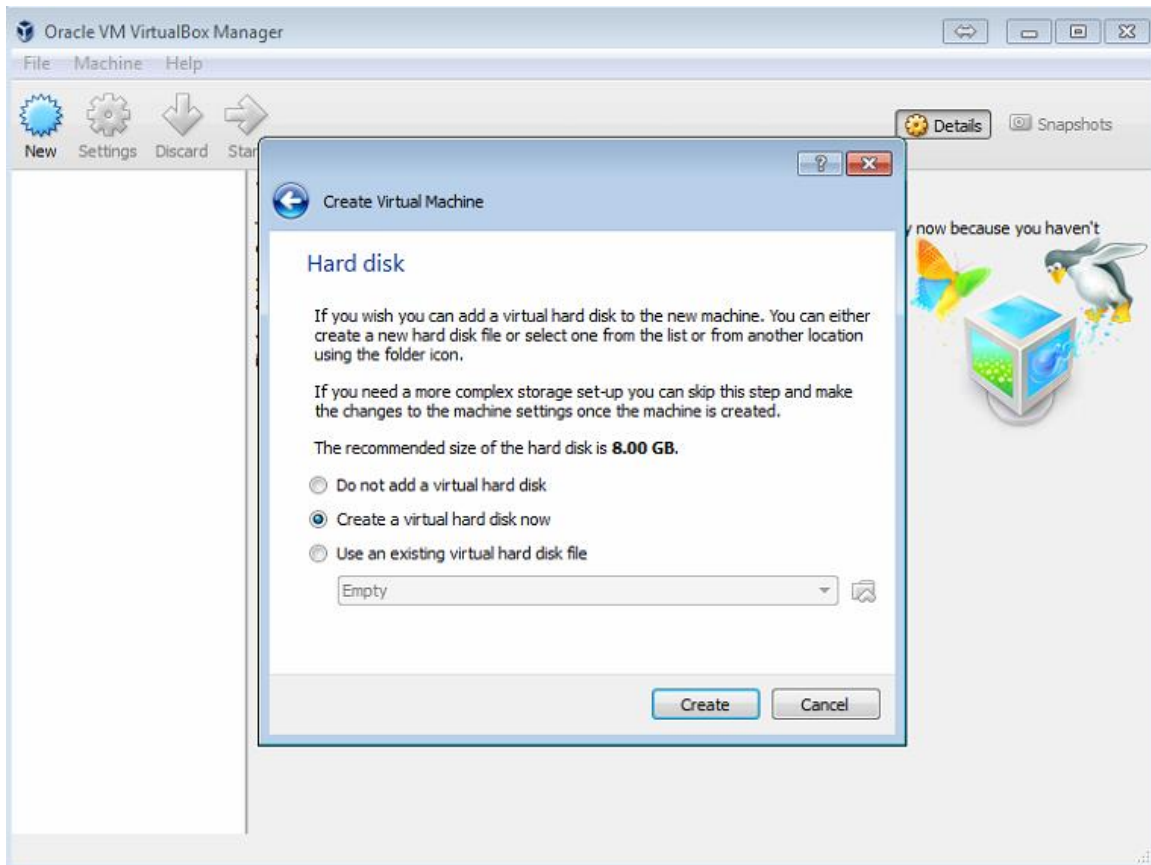 Oracle VM VirtualBox Manager
File Machine Help
New Settings Discard
Details Snapshots
now because you haven't
Create Virtual Machine
Hard disk
If you wish you can add a virtual hard disk to the new machine. You can either
create a new hard disk file or select one from the list or from another location
using the folder icon.
If you need a more complex storage set-up you can skip this step and make
the changes to the machine settings once the machine is created.
The recommended size of the hard disk is 8.00 GB.
Do not add a virtual hard disk
Create a virtual hard disk now
Use an existing virtual hard disk file
Empty
Create Cancel